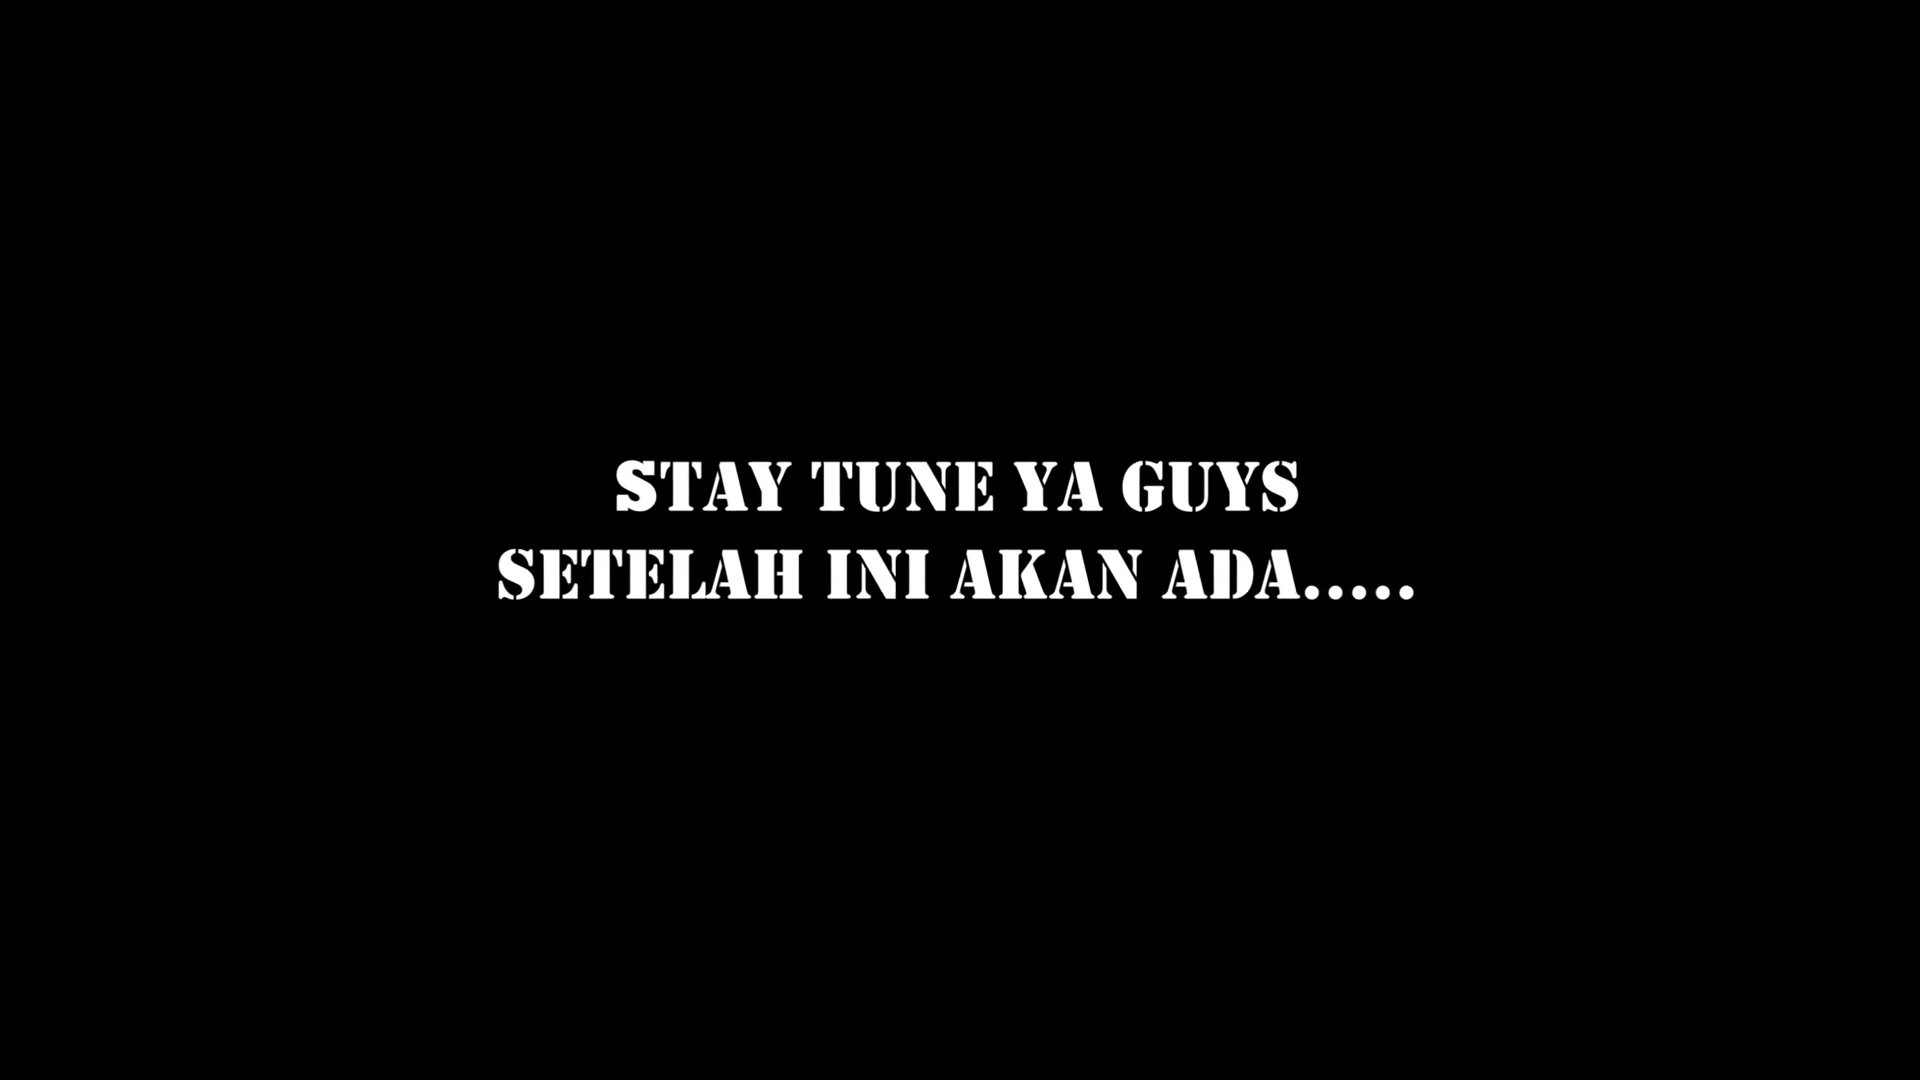 STAY TUNE YA GUYS
SETELAH INI AKAN ADA.....